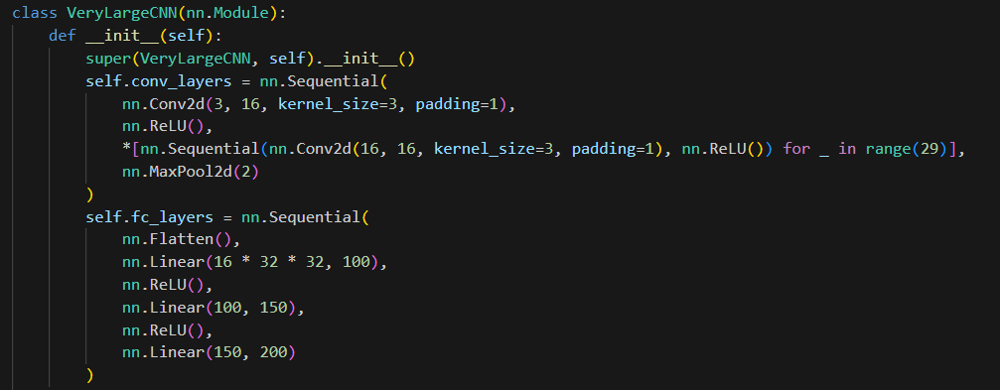 class VeryLargeCNN(nn.Module):
    def __init__(self):
        super(VeryLargeCNN, self).__init__()
        self.conv_layers = nn.Sequential(
            nn.Conv2d(3, 16, kernel_size=3, padding=1),
            nn.ReLU(),
            *[nn.Sequential(nn.Conv2d(16, 16, kernel_size=3, padding=1), nn.ReLU()) for _ in range(29)],
            nn.MaxPool2d(2)
        )
        self.fc_layers = nn.Sequential(
            nn.Flatten(),
            nn.Linear(16 * 32 * 32, 100),
            nn.ReLU(),
            nn.Linear(100, 150),
            nn.ReLU(),
            nn.Linear(150, 200)
        )